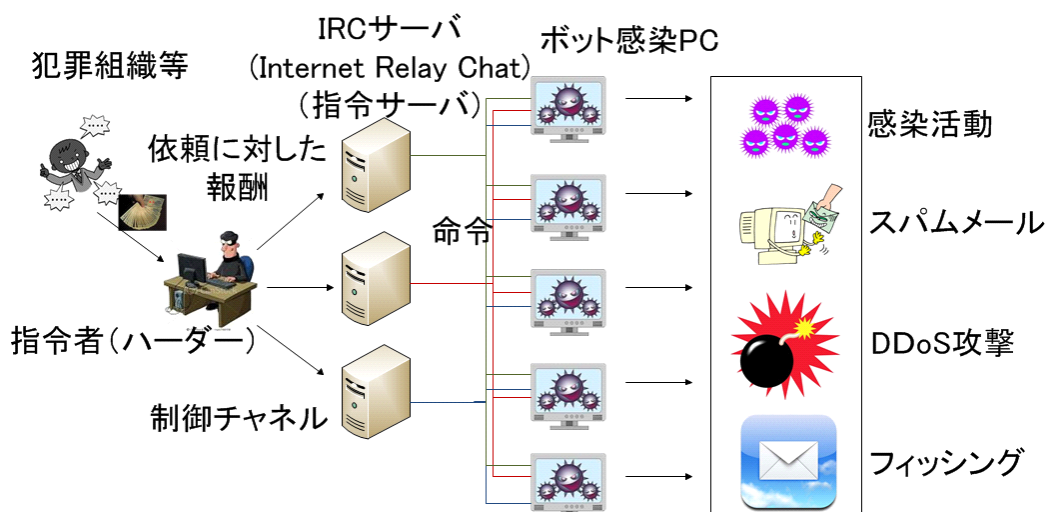 犯罪組織等
IRCサーバ
(Internet Relay Chat)
(指令サーバ)
ボット感染PC
依頼に対した
報酬
命令
指令者(ハーダー)
制御チャネル
感染活動
スパムメール
DDoS攻撃
フィッシング